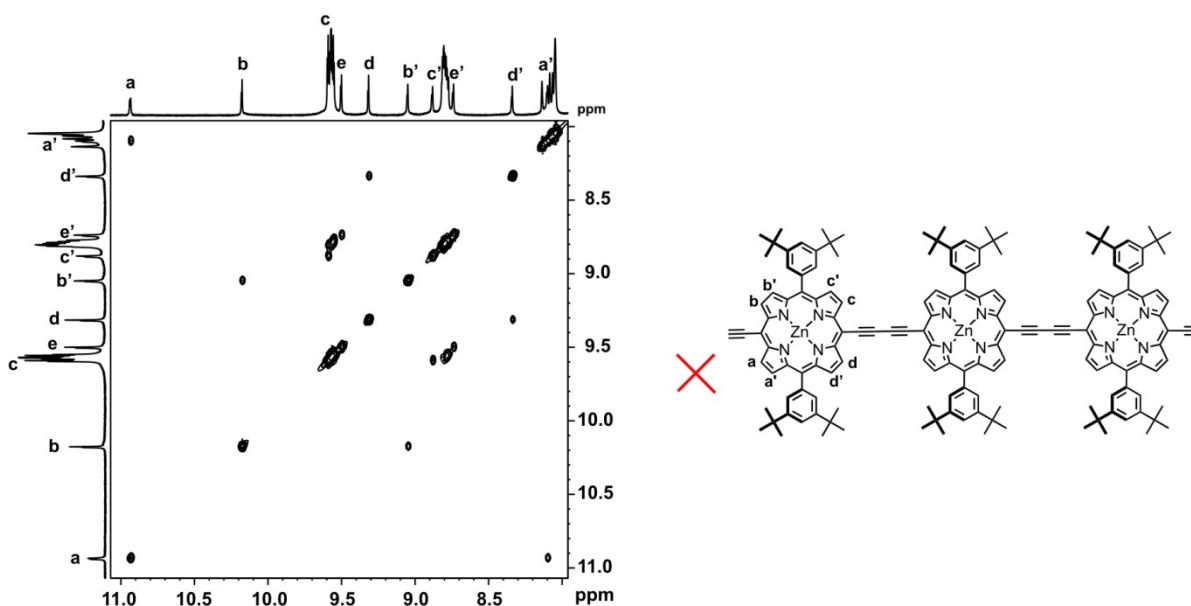 c
b
e
d
a
b'
c'
e'
d'
a'
ppm
a'
d'
e'
c'
b'
d
e
c
b
a
8.5
9.0
9.5
10.0
10.5
11.0
11.0 10.5 10.0 9.5 9.0 8.5 ppm
b' c'
b c
N N N N N N
Zn Zn Zn
N N N N N N
a d
a' d'